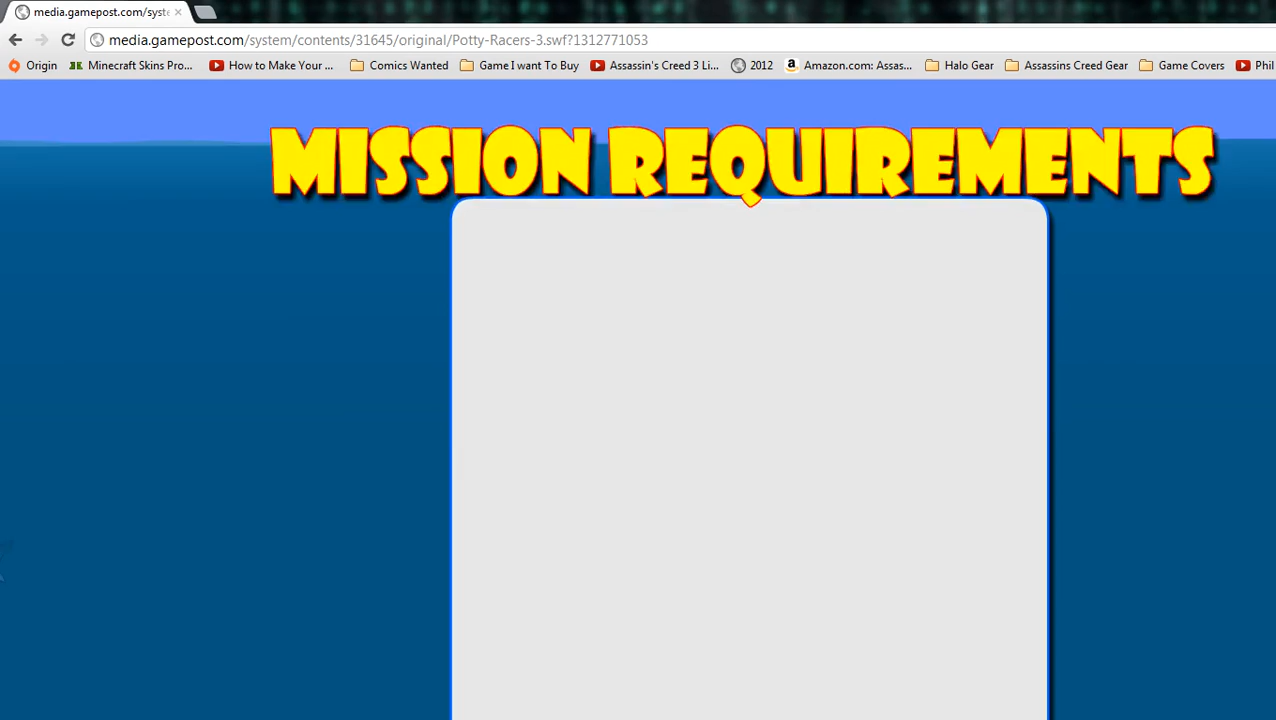 media.gamepost.com/syste
media.gamepost.com/system/contents/31645/original/Potty-Racers-3.swf?1312771053
Origin Minecraft Skins Pro... How to Make Your ... Comics Wanted Game I want To Buy Assassin's Creed 3 Li... 2012 Amazon.com: Assas... Halo Gear Assassins Creed Gear Game Covers Phil
MISSION REQUIREMENTS